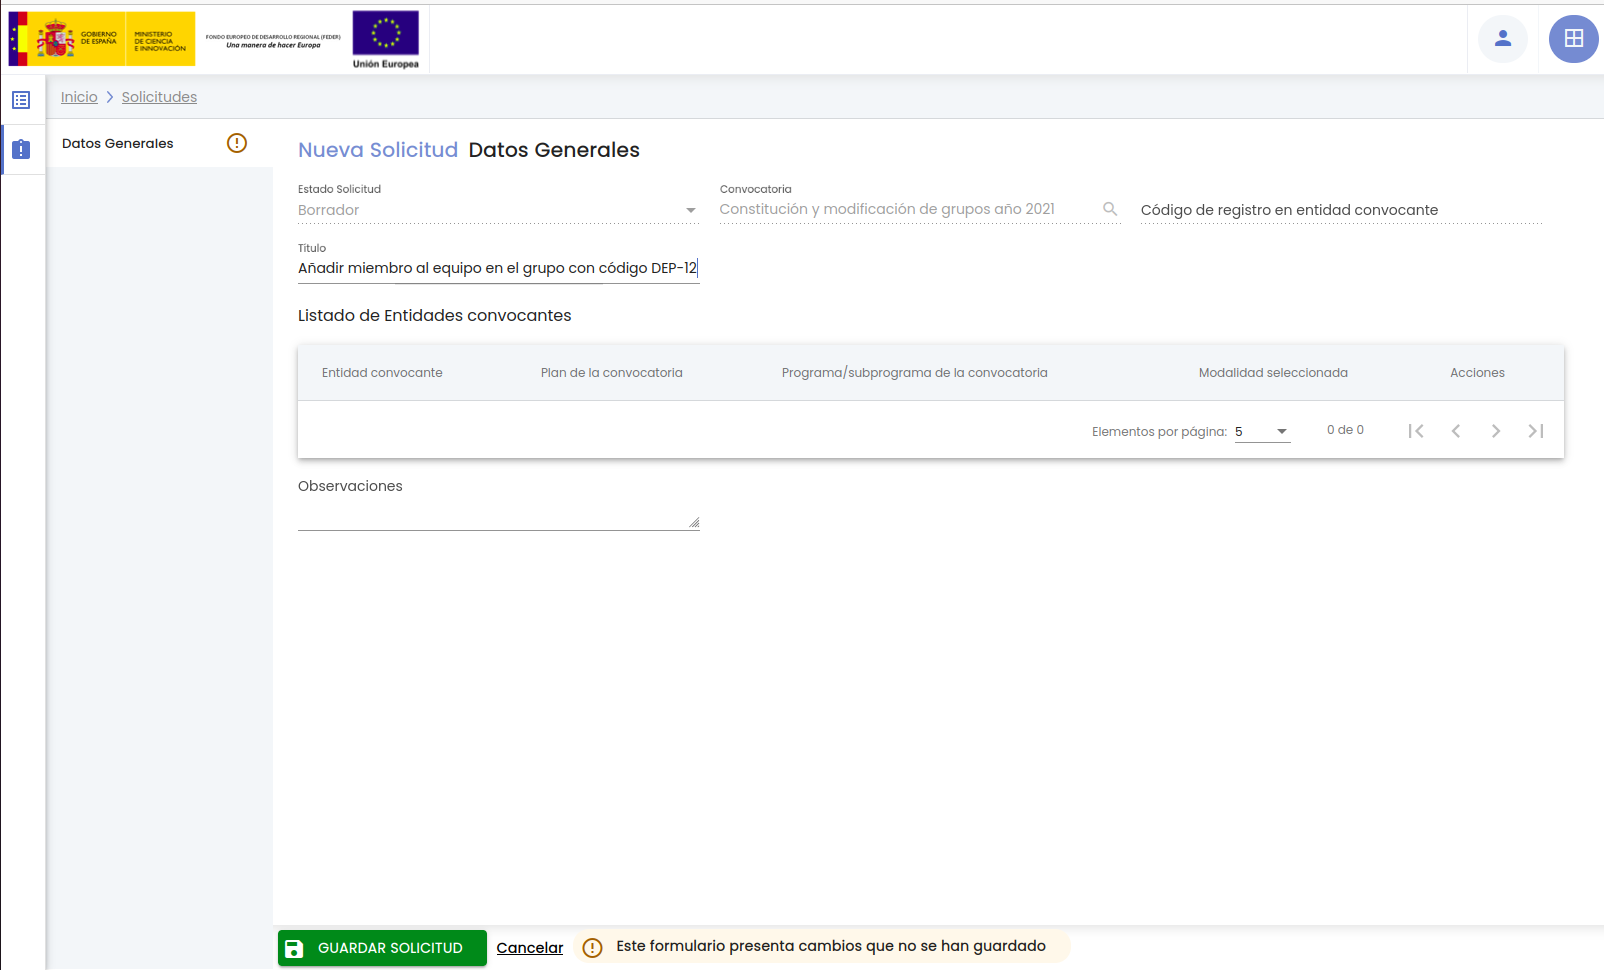 GOBIERNO
DE ESPAÑA
MINISTERIO
DE CIENCIA
E INNOVACIÓN
FONDO EUROPEO DE DESARROLLO REGIONAL (FEDER)
Una manera de hacer Europa
Unión Europea
Inicio > Solicitudes
Datos Generales
Nueva Solicitud Datos Generales
Estado Solicitud
Borrador
Convocatoria
Constitución y modificación de grupos año 2021
Código de registro en entidad convocante
Título
Añadir miembro al equipo en el grupo con código DEP-12
Listado de Entidades convocantes
Entidad convocante Plan de la convocatoria Programa/subprograma de la convocatoria Modalidad seleccionada Acciones
Elementos por página: 5 0 de 0
Observaciones
GUARDAR SOLICITUD Cancelar Este formulario presenta cambios que no se han guardado